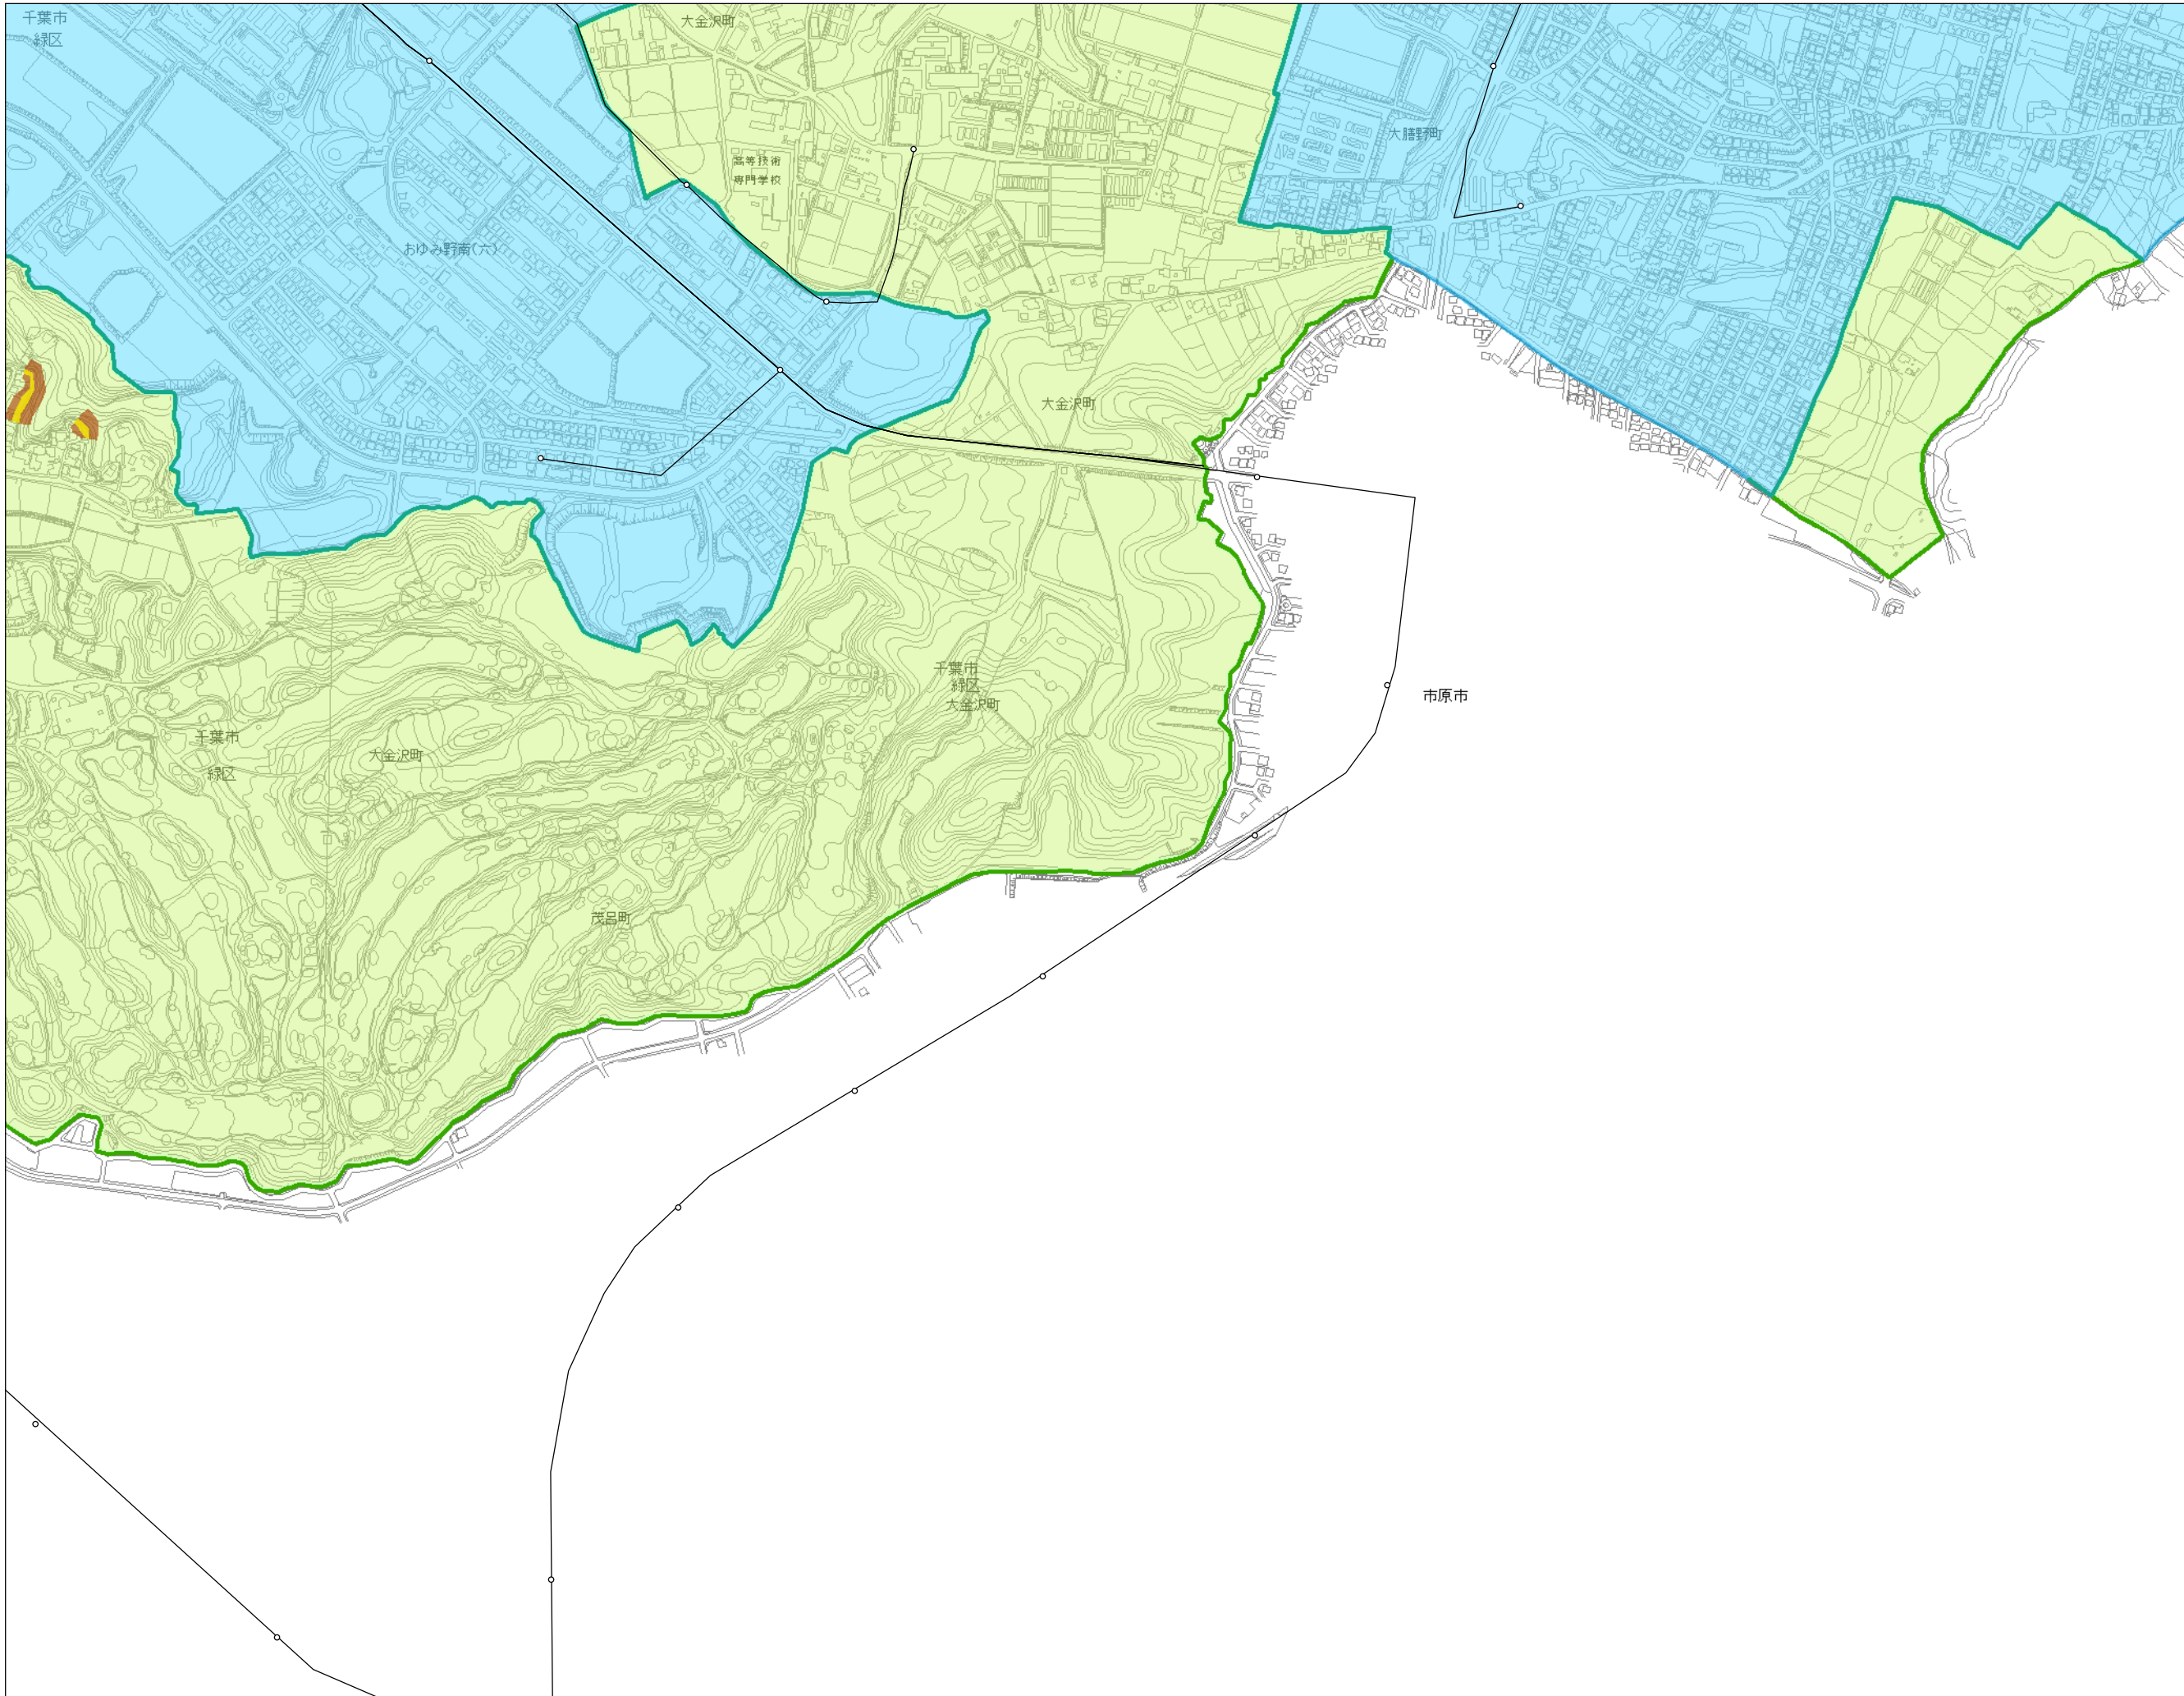 千葉市
緑区
大金沢町
高等技術
専門学校
大膳野町
おゆみ野南(六)
大金沢町
千葉市
緑区
大金沢町
市原市
千葉市
緑区
大金沢町
茂呂町